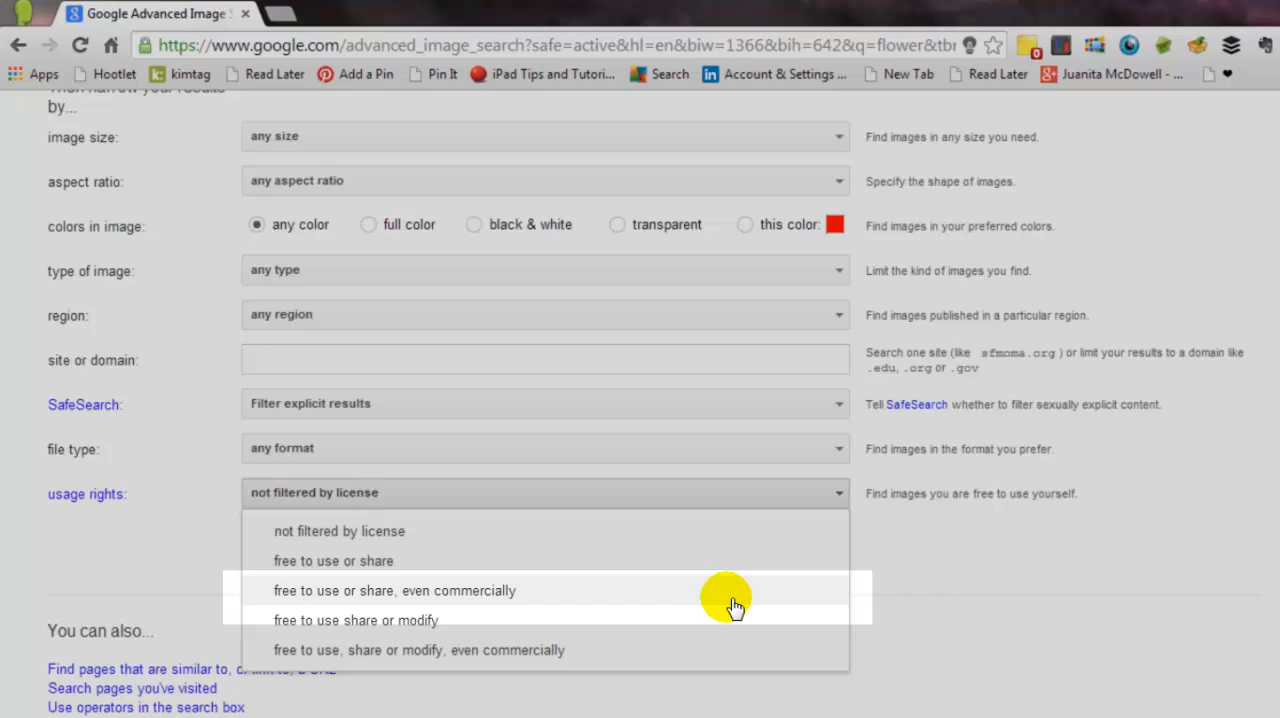 Google Advanced Image
https://www.google.com/advanced_image_search?safe=active&hl=en&biw=1366&bih=642&q=flower&tbr
Apps Hootlet kimtag Read Later Add a Pin Pin It iPad Tips and Tutori... Search Account & Settings ... New Tab Read Later Juanita McDowell - ...
Then narrow your results
by...
image size: any size Find images in any size you need.
aspect ratio: any aspect ratio Specify the shape of images.
colors in image: any color full color black & white transparent this color: Find images in your preferred colors.
type of image: any type Limit the kind of images you find.
region: any region Find images published in a particular region.
site or domain: Search one site (like sfmoma.org ) or limit your results to a domain like
.edu, .org or .gov
SafeSearch: Filter explicit results Tell SafeSearch whether to filter sexually explicit content.
file type: any format Find images in the format you prefer.
usage rights: not filtered by license Find images you are free to use yourself.
not filtered by license
free to use or share
free to use or share, even commercially
free to use share or modify
free to use, share or modify, even commercially
You can also...
Find pages that are similar to, or link to, a URL
Search pages you've visited
Use operators in the search box